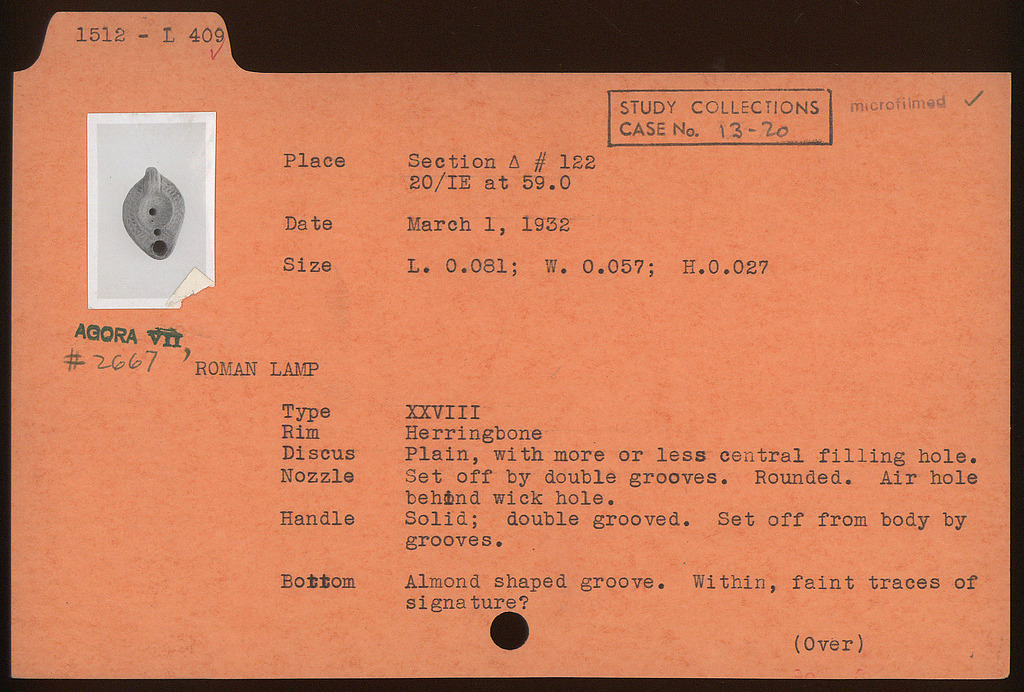 1512 - L 409
STUDY COLLECTIONS
CASE No. 13-20
microfilmed ✓
Place Section Δ # 122
20/IE at 59.0
Date March 1, 1932
Size L. 0.081; W. 0.057; H.0.027
AGORA VII,
#2667
ROMAN LAMP
Type XXVIII
Rim Herringbone
Discus Plain, with more or less central filling hole.
Nozzle Set off by double grooves. Rounded. Air hole
behind wick hole.
Handle Solid; double grooved. Set off from body by
grooves.
Bottom Almond shaped groove. Within, faint traces of
signature?
(Over)